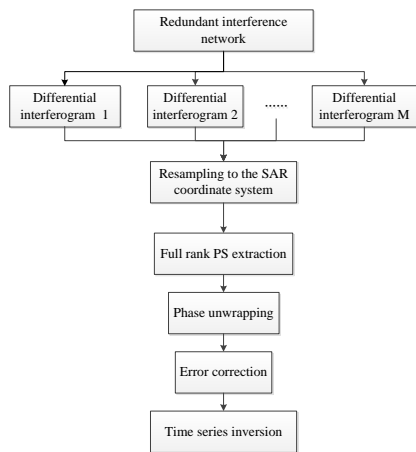 Redundant interference
network
Differential
interferogram 1
Differential
interferogram 2
......
Differential
interferogram M
Resampling to the SAR
coordinate system
Full rank PS extraction
Phase unwrapping
Error correction
Time series inversion